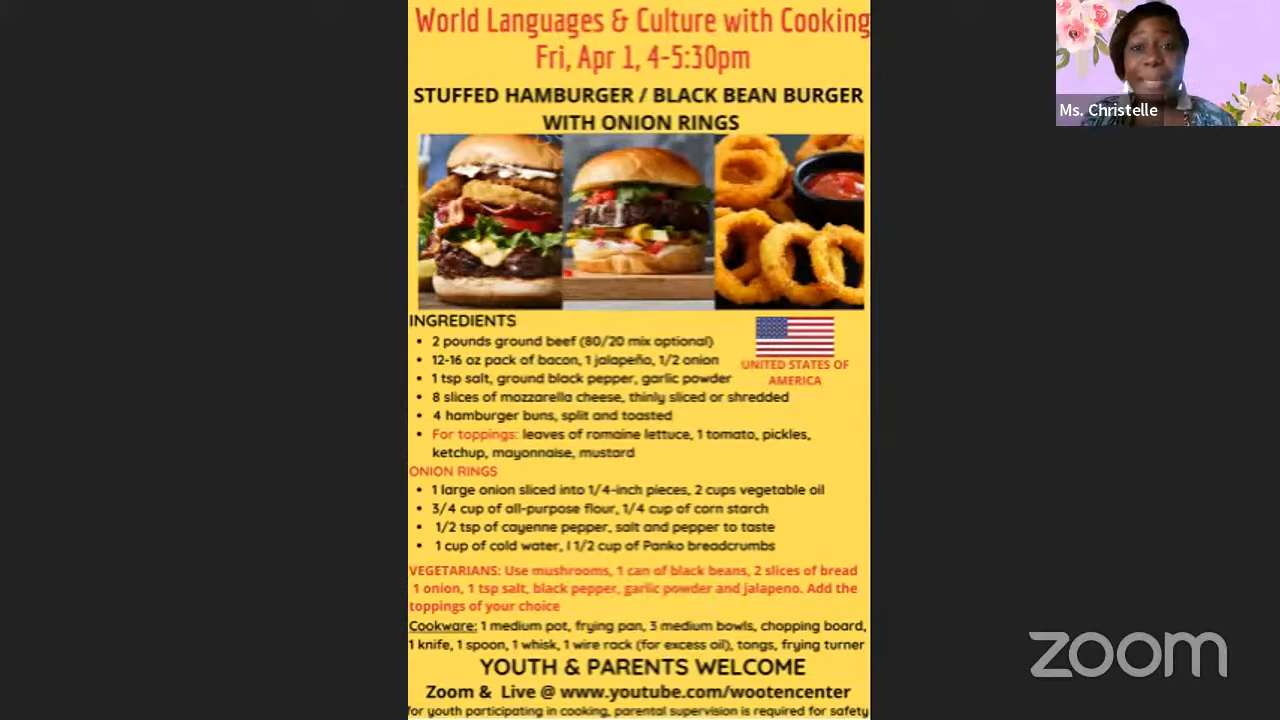 World Languages & Culture with Cooking
Fri, Apr 1, 4-5:30pm
STUFFED HAMBURGER / BLACK BEAN BURGER
WITH ONION RINGS
INGREDIENTS
• 2 pounds ground beef (80/20 mix optional)
• 12-16 oz pack of bacon, 1 jalapeño, 1/2 onion
• 1 tsp salt, ground black pepper, garlic powder
• 8 slices of mozzarella cheese, thinly sliced or shredded
• 4 hamburger buns, split and toasted
• For toppings: leaves of romaine lettuce, 1 tomato, pickles,
ketchup, mayonnaise, mustard
UNITED STATES OF
AMERICA
ONION RINGS
• 1 large onion sliced into 1/4-inch pieces, 2 cups vegetable oil
• 3/4 cup of all-purpose flour, 1/4 cup of corn starch
• 1/2 tsp of cayenne pepper, salt and pepper to taste
• 1 cup of cold water, I 1/2 cup of Panko breadcrumbs
VEGETARIANS: Use mushrooms, 1 can of black beans, 2 slices of bread
1 onion, 1 tsp salt, black pepper, garlic powder and jalapeno. Add the
toppings of your choice
Cookware: 1 medium pot, frying pan, 3 medium bowls, chopping board,
1 knife, 1 spoon, 1 whisk, 1 wire rack (for excess oil), tongs, frying turner
YOUTH & PARENTS WELCOME
Zoom & Live @ www.youtube.com/wootencenter
for youth participating in cooking, parental supervision is required for safety
Ms. Christelle
zoom